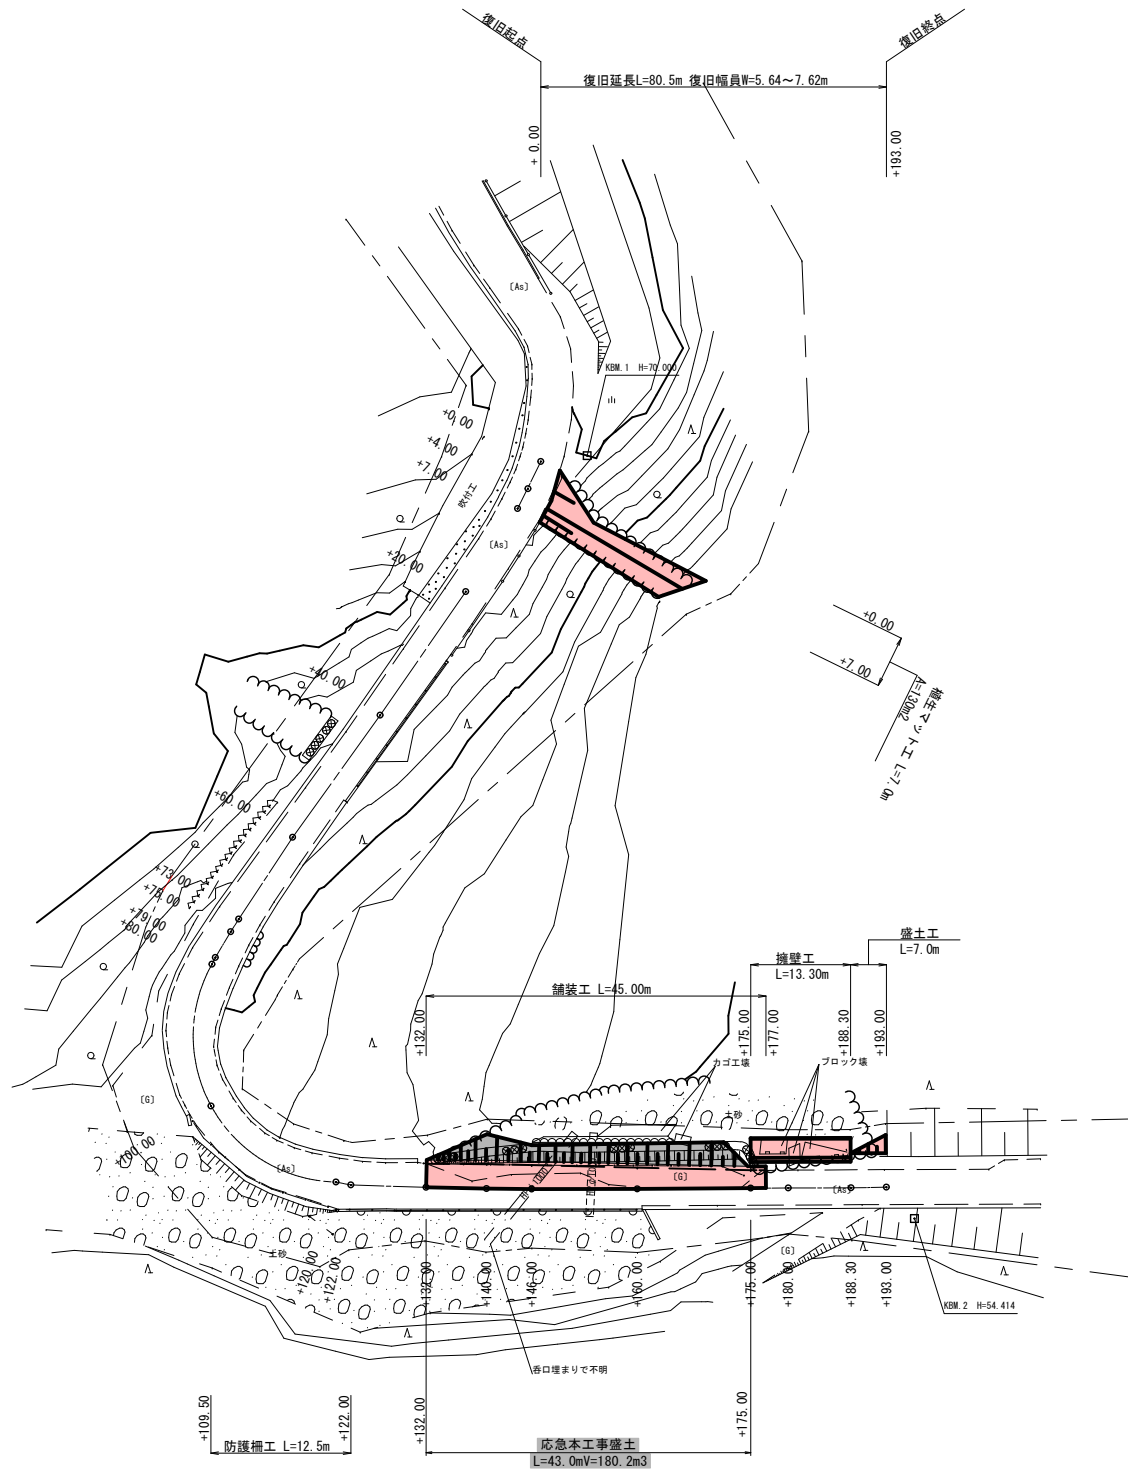 復旧起点
復旧終点
復旧延長L=80.5m 復旧幅員W=5.64～7.62m
+ 0.00
+193.00
[As]
KBM.1 H=70.000
+0.00
+4.00
+7.00
吹付工
[As]
+20.00
+0.00
+7.00
植生マット工 L=7.0m
A=130m2
+40.00
+60.00
+73.00
+75.00
+79.00
+80.00
盛土工
L=7.0m
擁壁工
L=13.30m
舗装工 L=45.00m
+132.00
+175.00
+177.00
+188.30
+193.00
カゴ工壊
ブロック壊
土砂
[G]
+100.00
[As]
[G]
[As]
土砂
[G]
+120.00
+122.00
+132.00
+140.00
+146.00
+160.00
+175.00
+180.00
+188.30
+193.00
KBM.2 H=54.414
呑口埋まりで不明
+109.50
+122.00
+132.00
+175.00
防護柵工 L=12.5m
応急本工事盛土
L=43.0mV=180.2m3